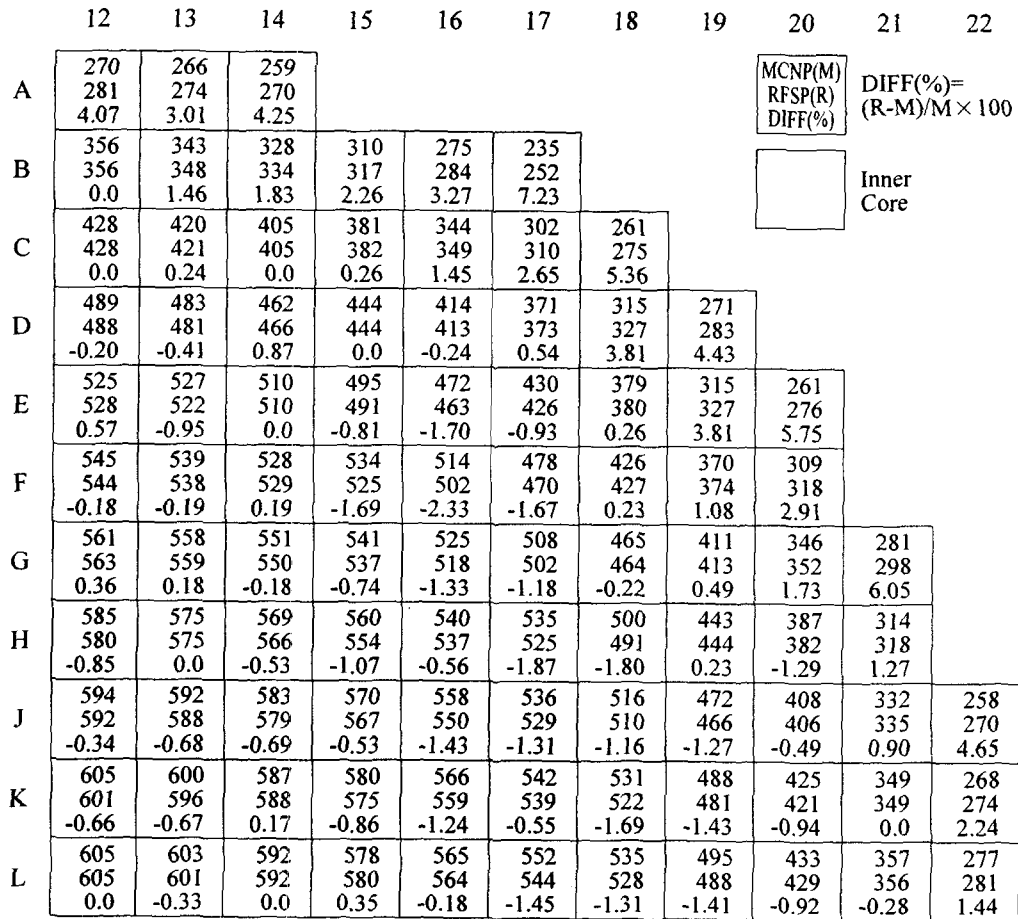 12 13 14 15 16 17 18 19 20 21 22
270 266 259 MCNP(M) DIFF(%)=
A 281 274 270 RFSP(R) (R-M)/M×100
4.07 3.01 4.25 DIFF(%)
356 343 328 310 275 235
B 356 348 334 317 284 252 Inner
0.0 1.46 1.83 2.26 3.27 7.23 Core
428 420 405 381 344 302 261
C 428 421 405 382 349 310 275
0.0 0.24 0.0 0.26 1.45 2.65 5.36
489 483 462 444 414 371 315 271
D 488 481 466 444 413 373 327 283
-0.20 -0.41 0.87 0.0 -0.24 0.54 3.81 4.43
525 527 510 495 472 430 379 315 261
E 528 522 510 491 463 426 380 327 276
0.57 -0.95 0.0 -0.81 -1.70 -0.93 0.26 3.81 5.75
545 539 528 534 514 478 426 370 309
F 544 538 529 525 502 470 427 374 318
-0.18 -0.19 0.19 -1.69 -2.33 -1.67 0.23 1.08 2.91
561 558 551 541 525 508 465 411 346 281
G 563 559 550 537 518 502 464 413 352 298
0.36 0.18 -0.18 -0.74 -1.33 -1.18 -0.22 0.49 1.73 6.05
585 575 569 560 540 535 500 443 387 314
H 580 575 566 554 537 525 491 444 382 318
-0.85 0.0 -0.53 -1.07 -0.56 -1.87 -1.80 0.23 -1.29 1.27
594 592 583 570 558 536 516 472 408 332 258
J 592 588 579 567 550 529 510 466 406 335 270
-0.34 -0.68 -0.69 -0.53 -1.43 -1.31 -1.16 -1.27 -0.49 0.90 4.65
605 600 587 580 566 542 531 488 425 349 268
K 601 596 588 575 559 539 522 481 421 349 274
-0.66 -0.67 0.17 -0.86 -1.24 -0.55 -1.69 -1.43 -0.94 0.0 2.24
605 603 592 578 565 552 535 495 433 357 277
L 605 601 592 580 564 544 528 488 429 356 281
0.0 -0.33 0.0 0.35 -0.18 -1.45 -1.31 -1.41 -0.92 -0.28 1.44